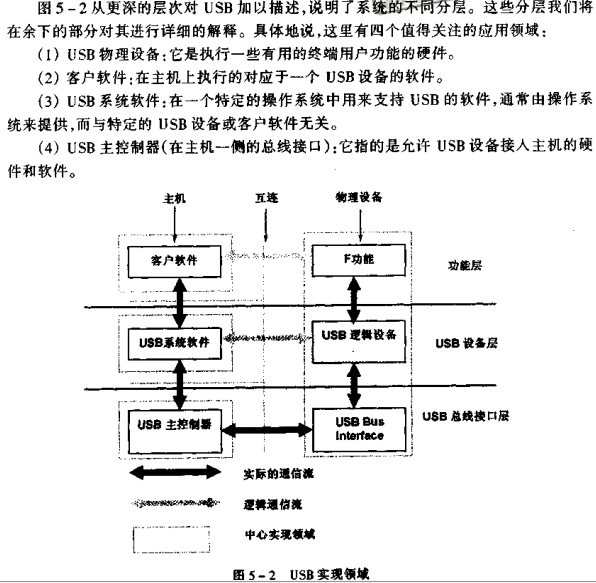 图5-2从更深的层次对USB加以描述,说明了系统的不同分层。这些分层我们将
在余下的部分对其进行详细的解释。具体地说,这里有四个值得关注的应用领域:
(1) USB物理设备:它是执行一些有用的终端用户功能的硬件。
(2) 客户软件:在主机上执行的对应于一个USB设备的软件。
(3) USB系统软件:在一个特定的操作系统中用来支持USB的软件,通常由操作系
统来提供,而与特定的USB设备或客户软件无关。
(4) USB主控制器(在主机一侧的总线接口):它指的是允许USB设备接入主机的硬
件和软件。
主机 互连 物理设备
客户软件 F功能 功能层
USB系统软件 USB 逻辑设备 USB 设备层
USB 主控制器 USB Bus Interface USB 总线接口层
实际的通信流
逻辑通信流
中心实现领域
图5-2 USB实现领域